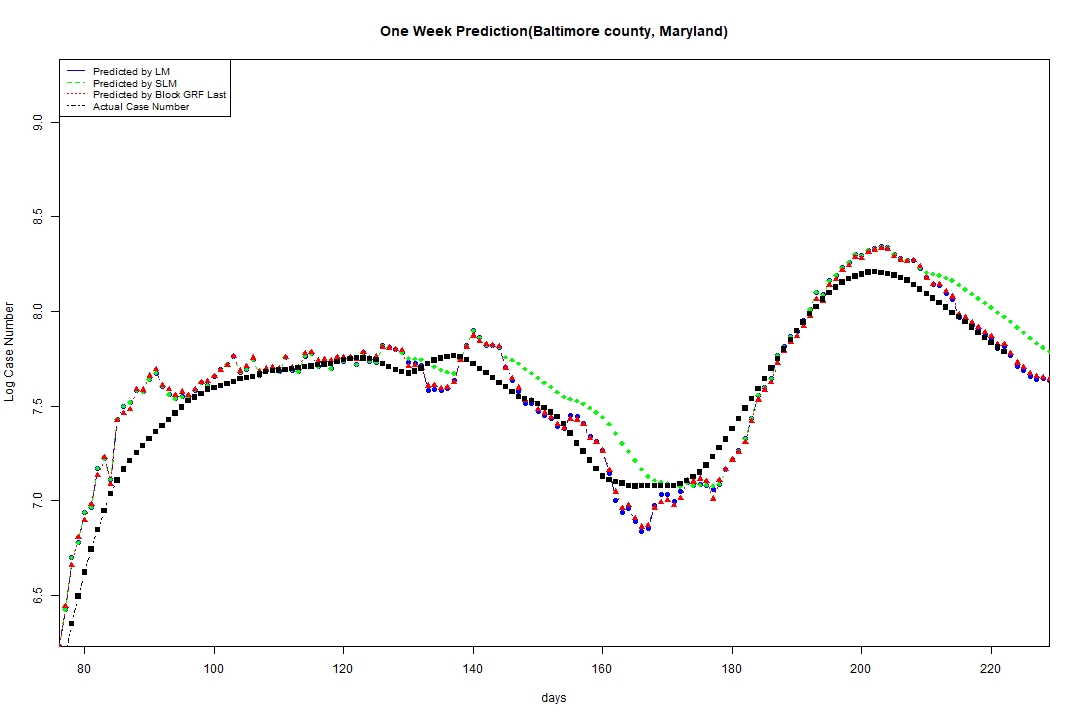 One Week Prediction(Baltimore county, Maryland)
Predicted by LM
Predicted by SLM
Predicted by Block GRF Last
Actual Case Number
9.0
8.5
8.0
7.5
7.0
6.5
Log Case Number
80 100 120 140 160 180 200 220
days